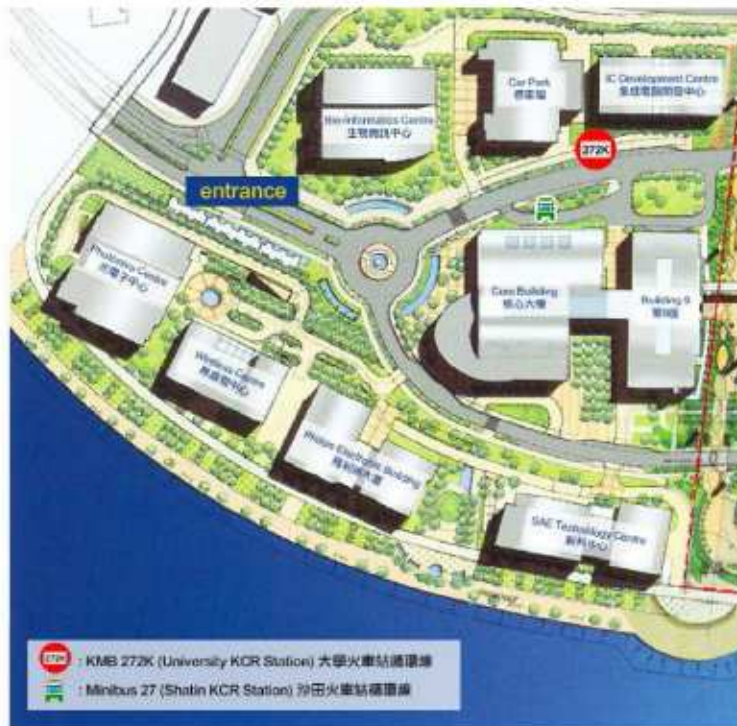 Bio-Informatics Centre
生物資訊中心
Car Park
停車場
IC Development Centre
集成電路開發中心
272K
entrance
Photonics Centre
光電子中心
Core Building
核心大樓
Building 9
第9座
Wireless Centre
無線電中心
Philips Electronic Building
飛利浦大廈
SAE Technology Centre
新科中心
272K : KMB 272K (University KCR Station) 大學火車站循環線
: Minibus 27 (Shatin KCR Station) 沙田火車站循環線